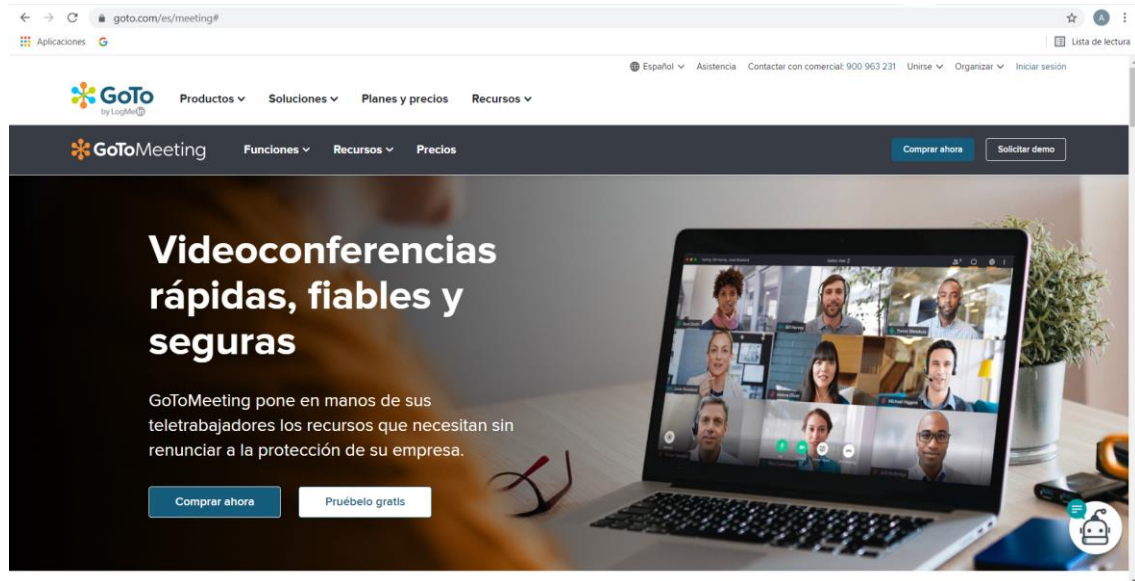 goto.com/es/meeting#
A
Aplicaciones
Lista de lectura
Español Asistencia Contactar con comercial: 900 963 231 Unirse Organizar Iniciar sesión
GoTo
by LogMeIn
Productos Soluciones Planes y precios Recursos
GoToMeeting
Funciones Recursos Precios
Comprar ahora
Solicitar demo
Videoconferencias
rápidas, fiables y
seguras
GoToMeeting pone en manos de sus
teletrabajadores los recursos que necesitan sin
renunciar a la protección de su empresa.
Comprar ahora
Pruébelo gratis